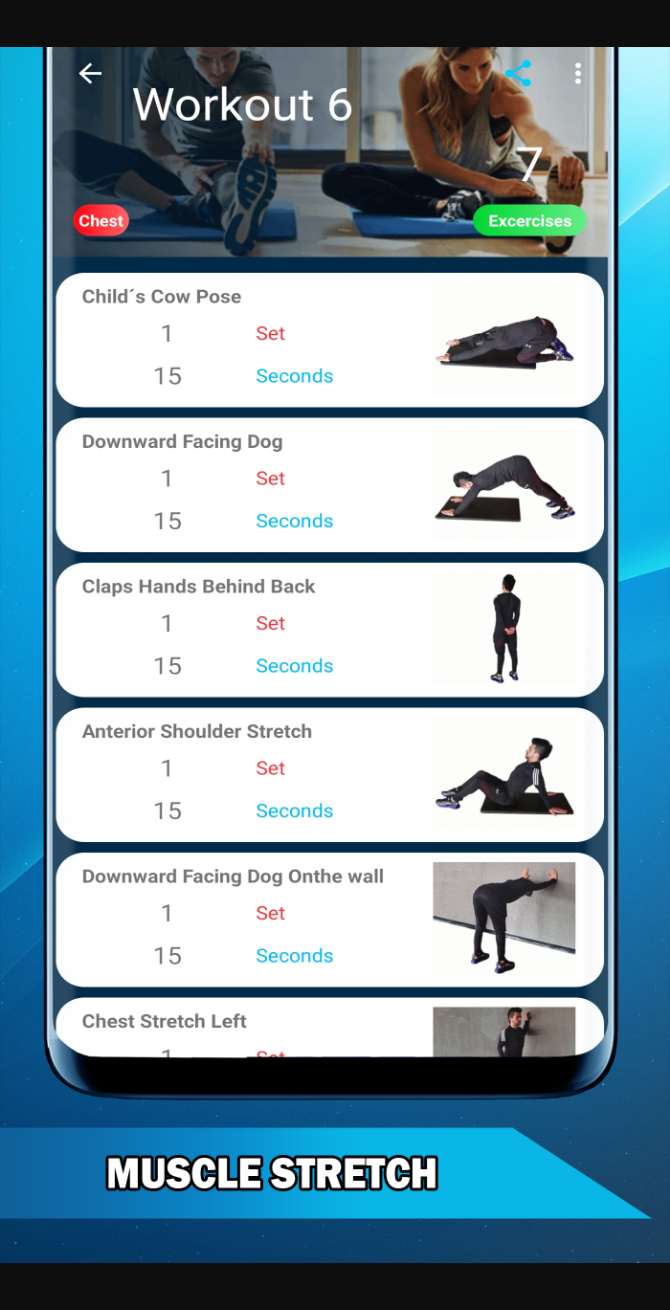 Workout 6
7
Chest
Excercises
Child´s Cow Pose
1 Set
15 Seconds
Downward Facing Dog
1 Set
15 Seconds
Claps Hands Behind Back
1 Set
15 Seconds
Anterior Shoulder Stretch
1 Set
15 Seconds
Downward Facing Dog Onthe wall
1 Set
15 Seconds
Chest Stretch Left
1 Set
MUSCLE STRETCH